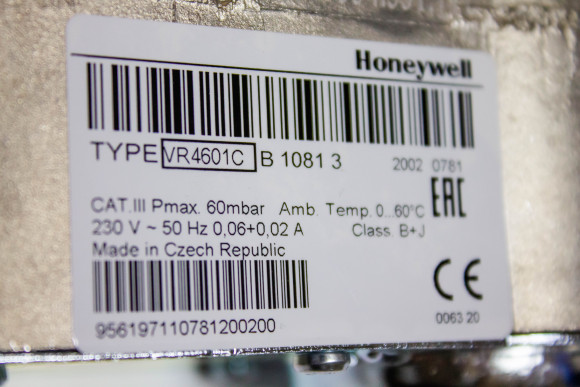 Honeywell
TYPE VR4601C B 1081 3
2002 0781
EAC
CAT.III Pmax. 60mbar Amb. Temp. 0...60°C
230 V ~ 50 Hz 0,06+0,02 A Class. B+J
Made in Czech Republic
CE
0063 20
956197110781200200